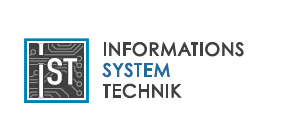 IST
INFORMATIONS
SYSTEM
TECHNIK